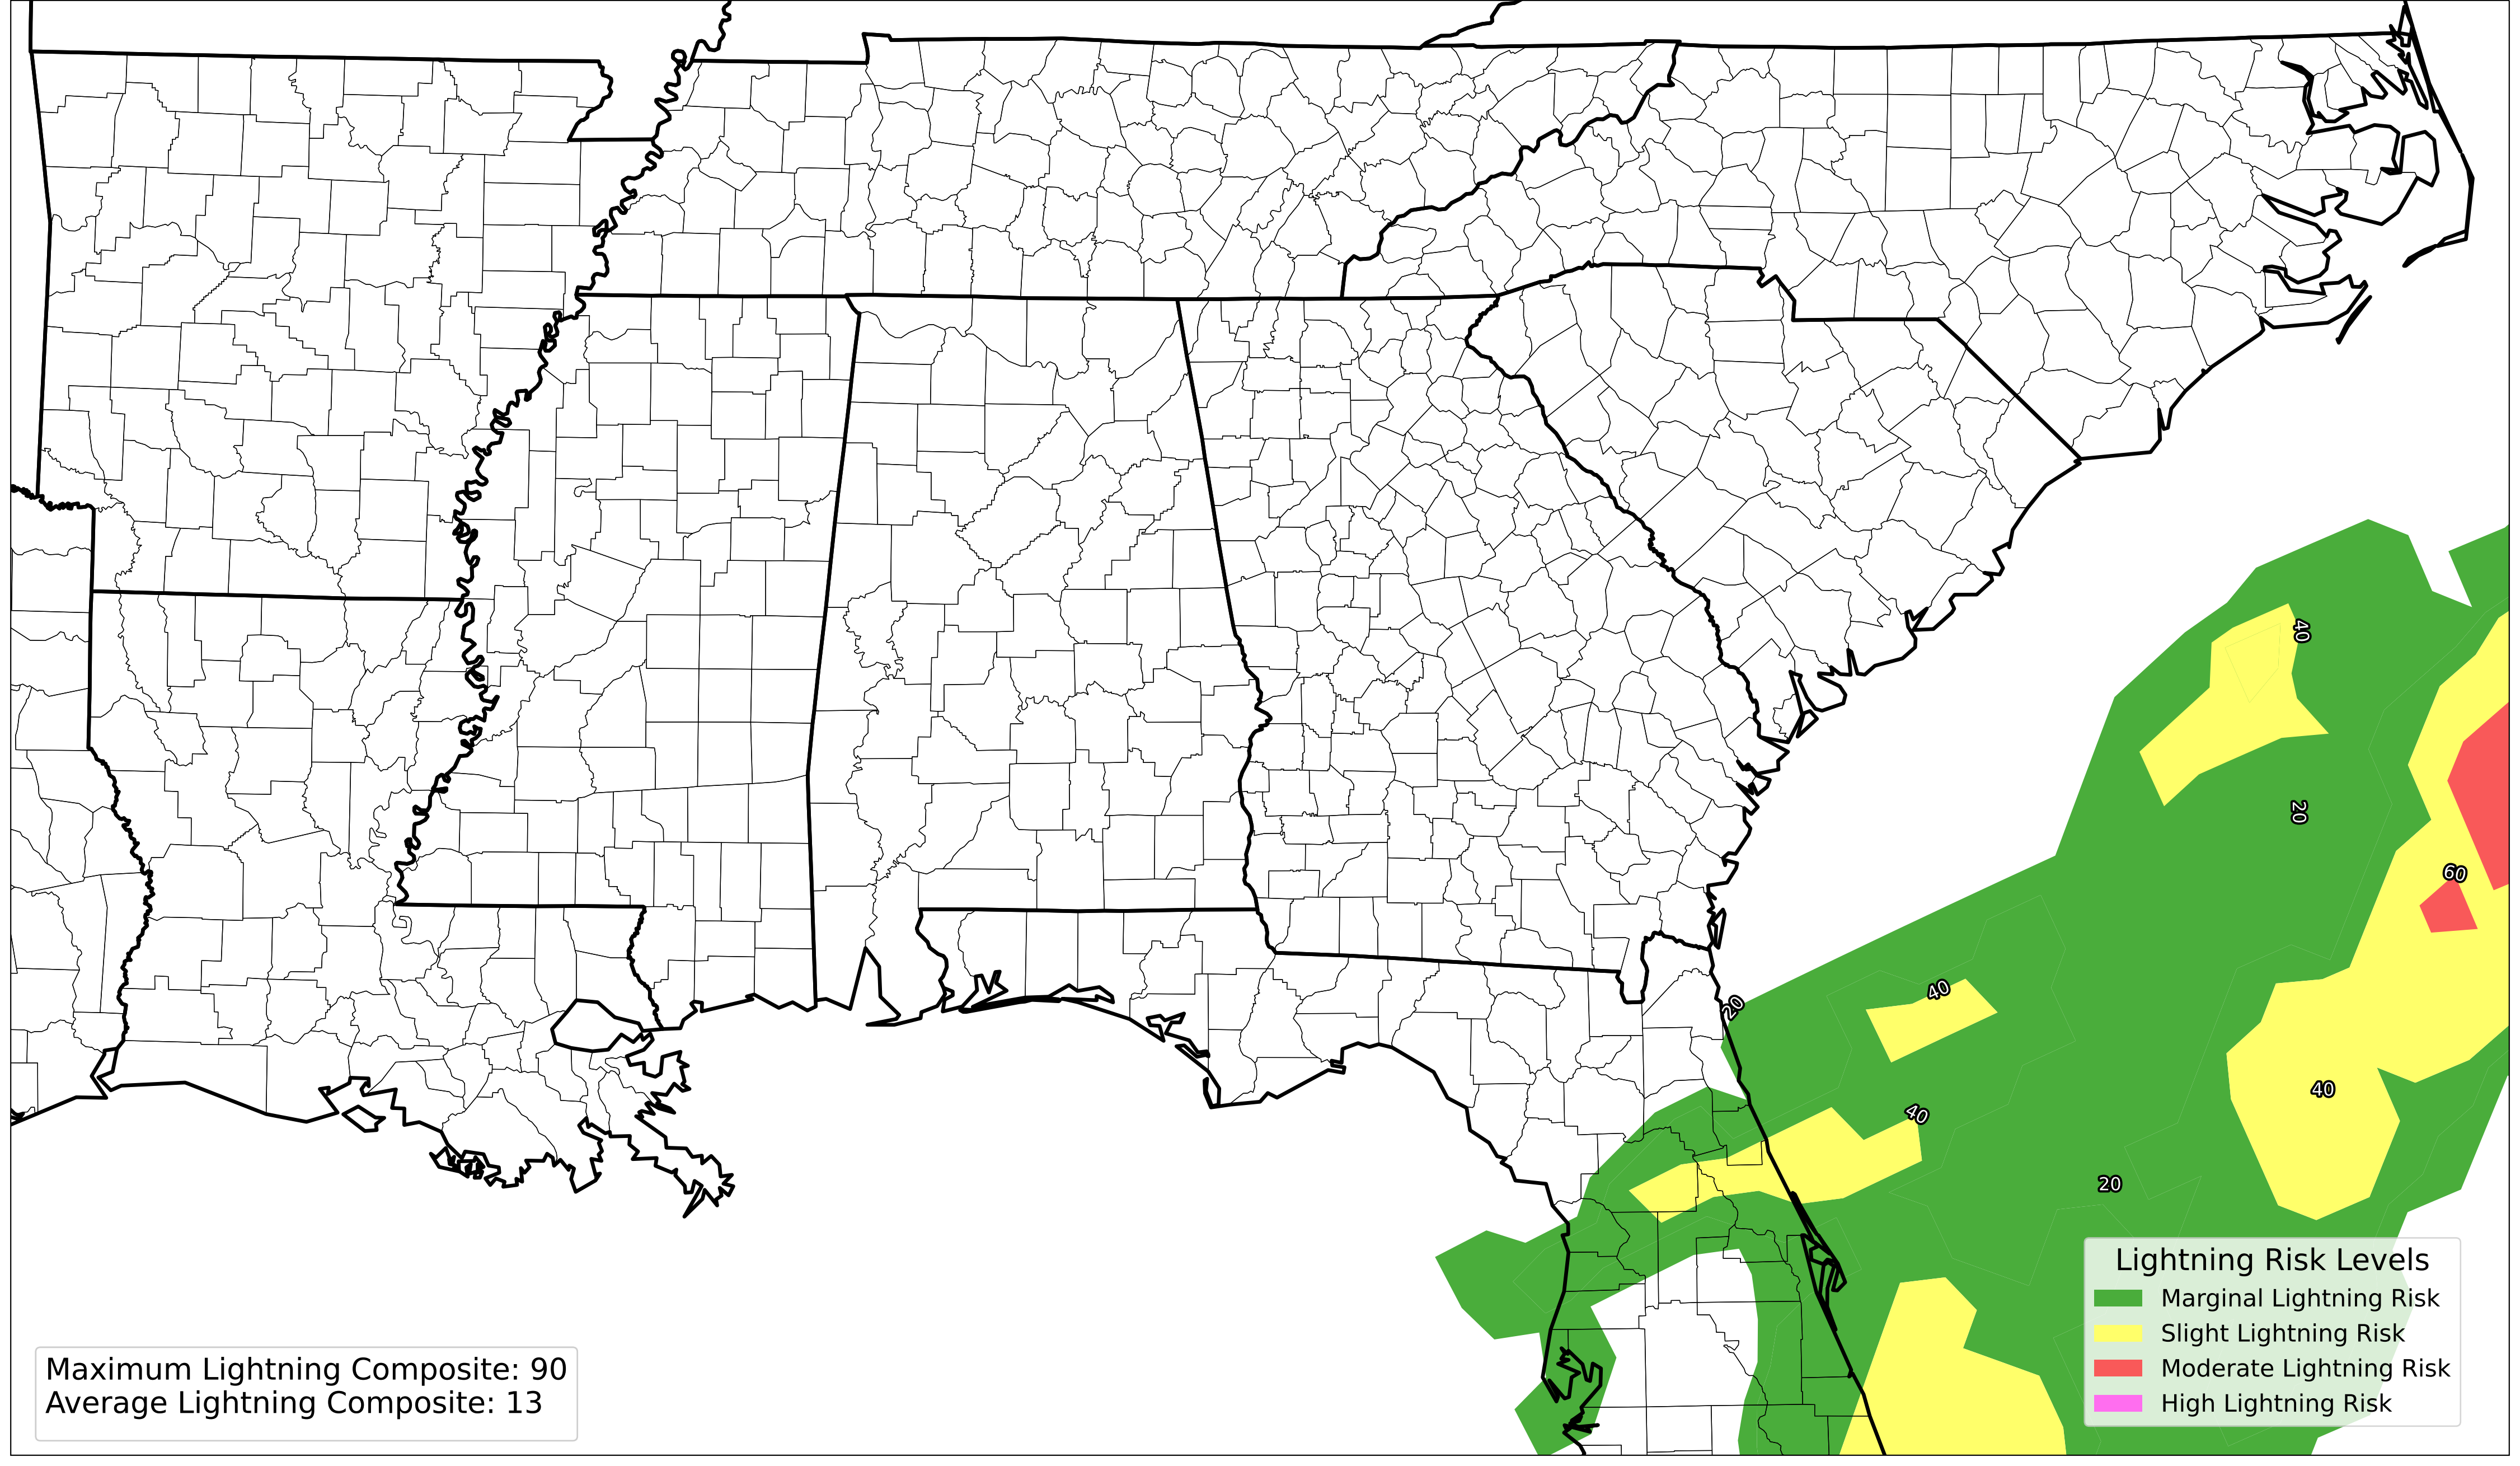 40
20
60
40
20
40
40
20
Lightning Risk Levels
Marginal Lightning Risk
Slight Lightning Risk
Moderate Lightning Risk
High Lightning Risk
Maximum Lightning Composite: 90
Average Lightning Composite: 13